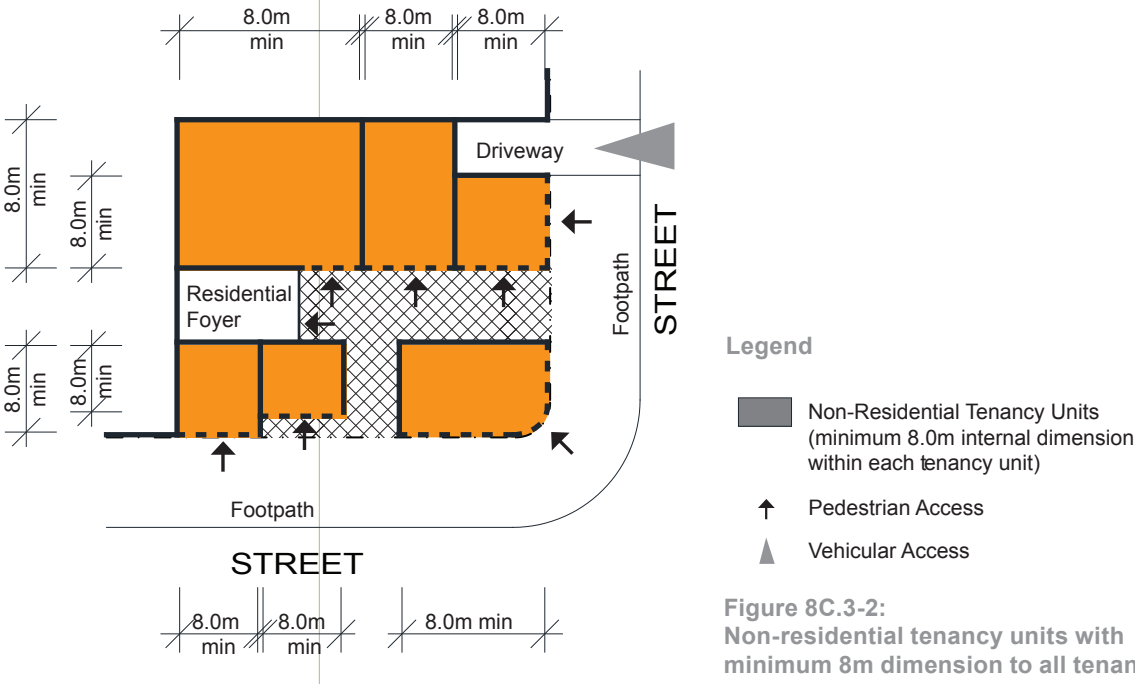 8.0m
min
8.0m
min
8.0m
min
8.0m
min
8.0m
min
Driveway
Residential
Foyer
Footpath
STREET
8.0m
min
8.0m
min
Footpath
STREET
8.0m
min
8.0m
min
8.0m min
Legend
Non-Residential Tenancy Units
(minimum 8.0m internal dimension
within each tenancy unit)
Pedestrian Access
Vehicular Access
Figure 8C.3-2:
Non-residential tenancy units with
minimum 8m dimension to all tenan